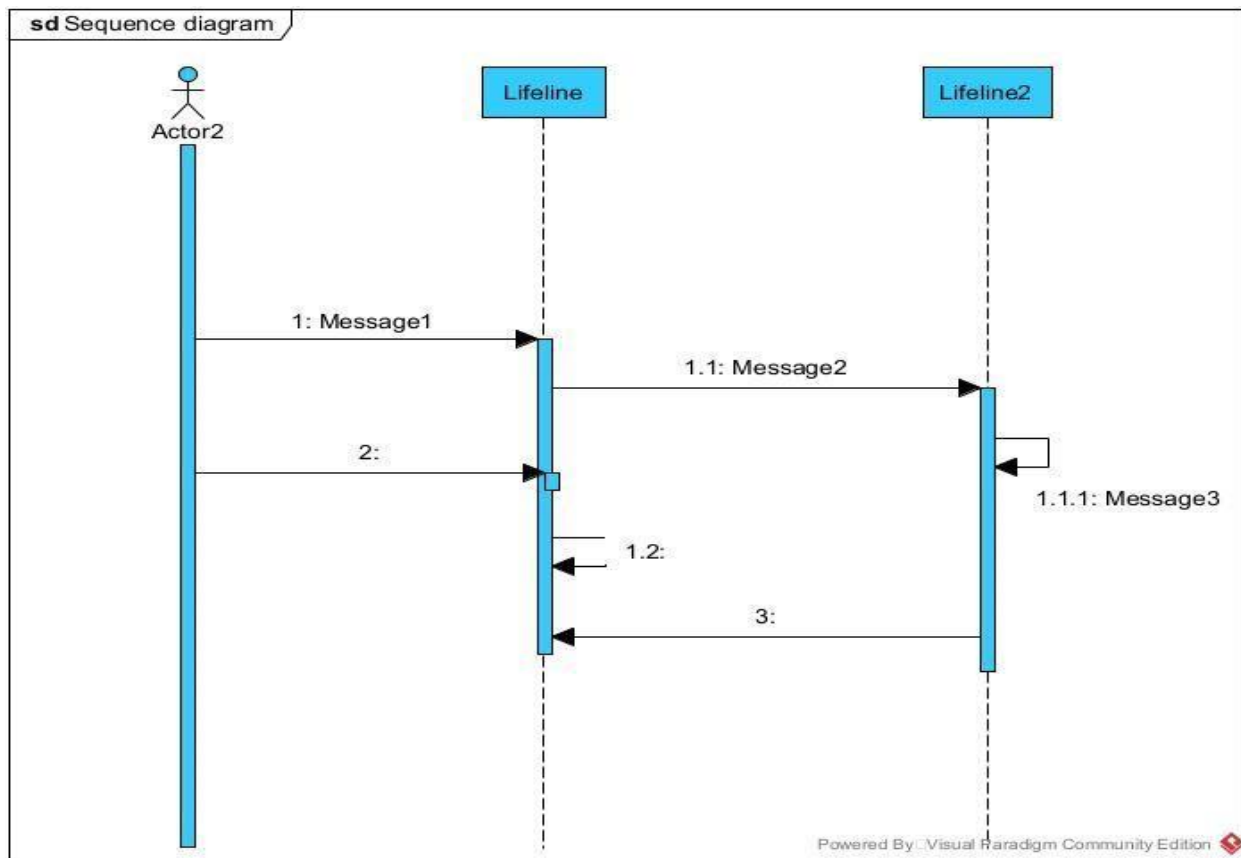 sd Sequence diagram
Actor2
Lifeline
Lifeline2
1: Message1
1.1: Message2
2:
1.1.1: Message3
1.2:
3:
Powered By Visual Paradigm Community Edition